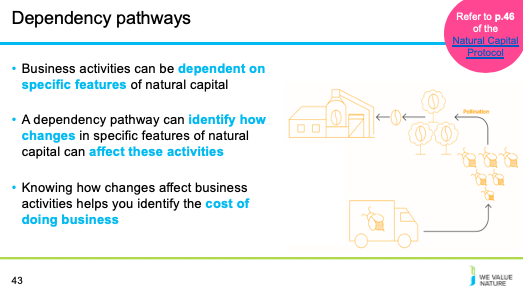 Dependency pathways
Refer to p.46
of the
Natural Capital
Protocol
• Business activities can be dependent on
specific features of natural capital
• A dependency pathway can identify how
changes in specific features of natural
capital can affect these activities
• Knowing how changes affect business
activities helps you identify the cost of
doing business
Pollination
43
WE VALUE
NATURE